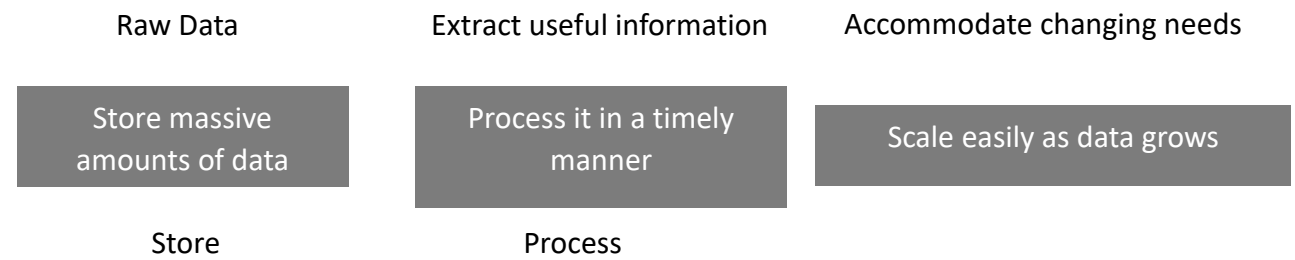 Raw Data
Extract useful information
Accommodate changing needs
Store massive
amounts of data
Process it in a timely
manner
Scale easily as data grows
Store
Process